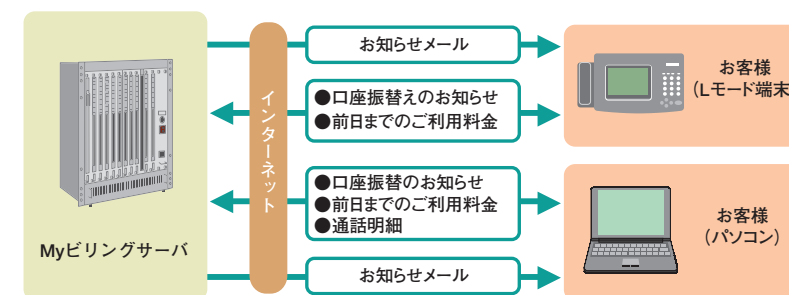 お知らせメール
●口座振替えのお知らせ
●前日までのご利用料金
お客様
（Lモード端末
インターネット
●口座振替のお知らせ
●前日までのご利用料金
●通話明細
お客様
（パソコン）
Myビリングサーバ
お知らせメール